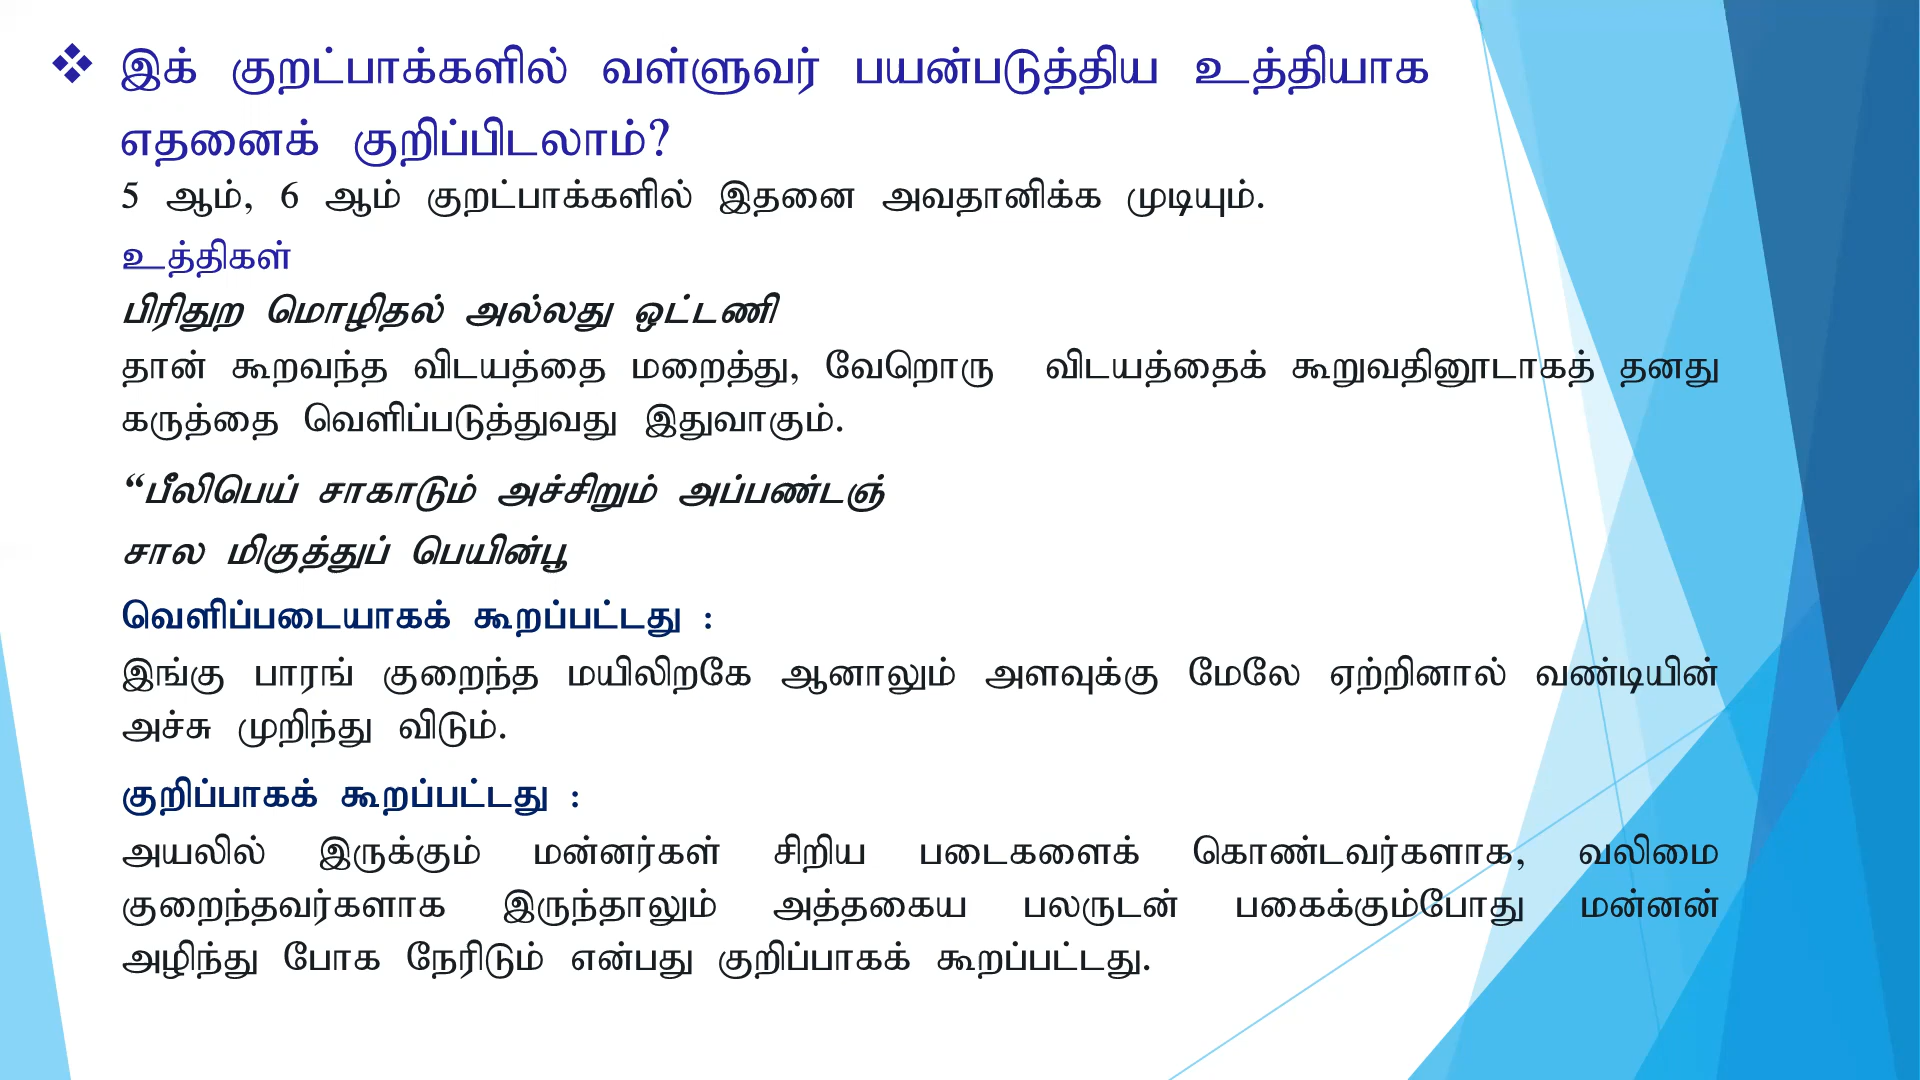 ❖ இக் குறட்பாக்களில் வள்ளுவர் பயன்படுத்திய உத்தியாக
எதனைக் குறிப்பிடலாம்?
5 ஆம், 6 ஆம் குறட்பாக்களில் இதனை அவதானிக்க முடியும்.
உத்திகள்
பிரிதுற மொழிதல் அல்லது ஒட்டணி
தான் கூறவந்த விடயத்தை மறைத்து, வேறொரு விடயத்தைக் கூறுவதினூடாகத் தனது
கருத்தை வெளிப்படுத்துவது இதுவாகும்.
“பீலிபெய் சாகாடும் அச்சிறும் அப்பண்டஞ்
சால மிகுத்துப் பெயின்பூ
வெளிப்படையாகக் கூறப்பட்டது :
இங்கு பாரங் குறைந்த மயிலிறகே ஆனாலும் அளவுக்கு மேலே ஏற்றினால் வண்டியின்
அச்சு முறிந்து விடும்.
குறிப்பாகக் கூறப்பட்டது :
அயலில் இருக்கும் மன்னர்கள் சிறிய படைகளைக் கொண்டவர்களாக, வலிமை
குறைந்தவர்களாக இருந்தாலும் அத்தகைய பலருடன் பகைக்கும்போது மன்னன்
அழிந்து போக நேரிடும் என்பது குறிப்பாகக் கூறப்பட்டது.